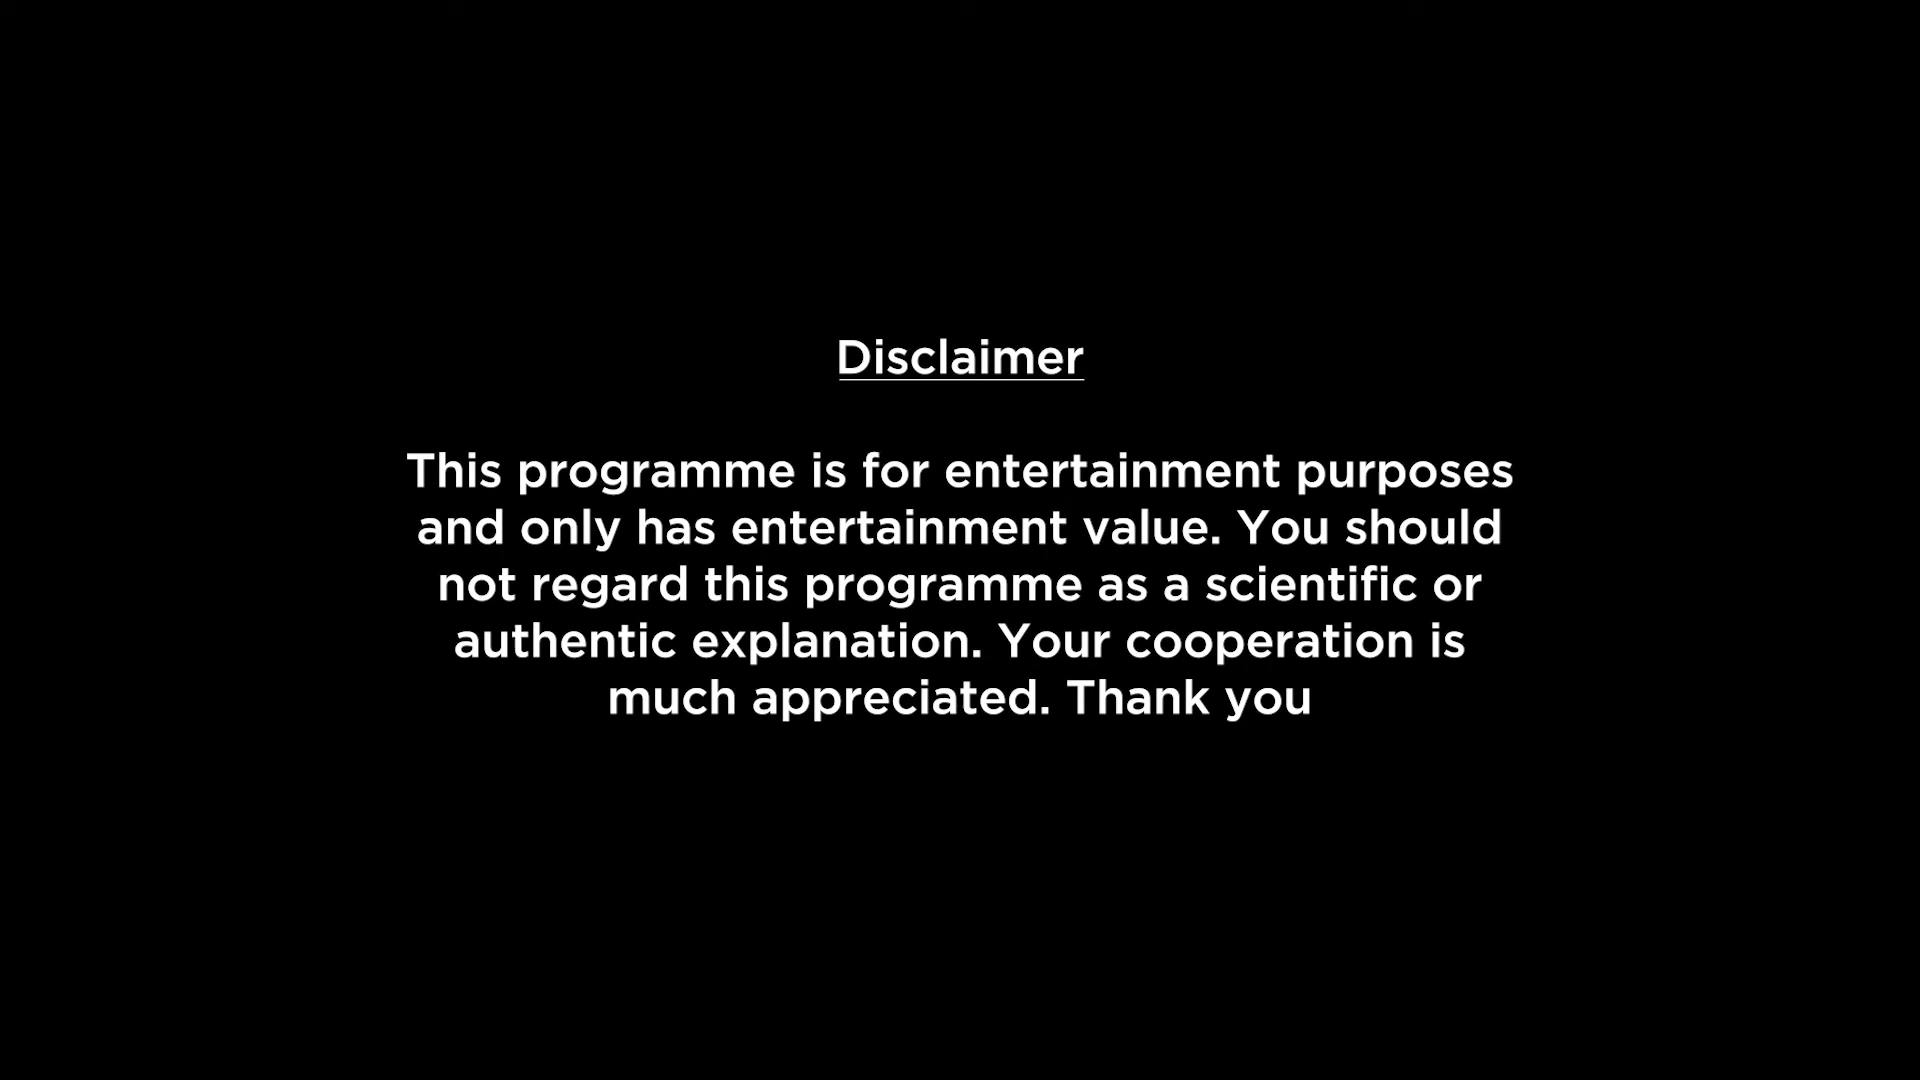 Disclaimer
This programme is for entertainment purposes
and only has entertainment value. You should
not regard this programme as a scientific or
authentic explanation. Your cooperation is
much appreciated. Thank you